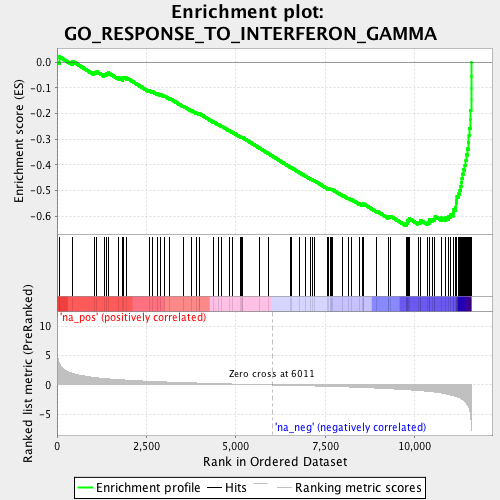 Enrichment plot:
GO_RESPONSE_TO_INTERFERON_GAMMA
Enrichment score (ES)
0.0
-0.1
-0.2
-0.3
-0.4
-0.5
-0.6
'na_pos' (positively correlated)
Ranked list metric (PreRanked)
10
5
0
-5
Zero cross at 6011
'na_neg' (negatively correlated)
0
2,500
5,000
7,500
10,000
Rank in Ordered Dataset
Enrichment profile
Hits
Ranking metric scores